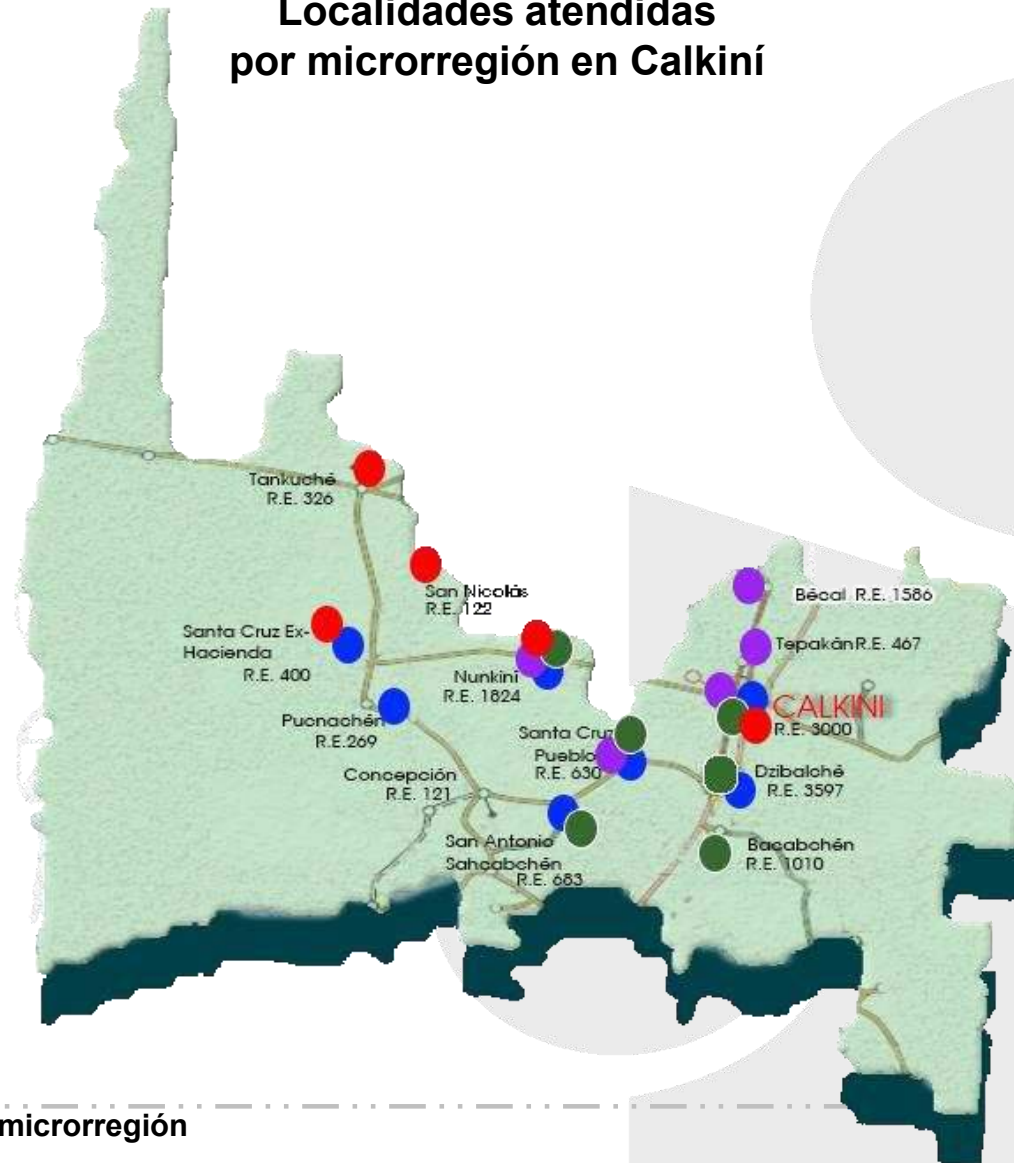 Localidades atendidas
por microrregión en Calkiní
Tankuché
R.E. 326
San Nicolás
R.E. 122
Bécal R.E. 1586
Santa Cruz Ex-
Hacienda
R.E. 400
Tepakán R.E. 467
Nunkiní
R.E. 1824
CALKINI
R.E. 3000
Pucnachén
R.E.269
Santa Cruz
Pueblo
R.E. 630
Concepción
R.E. 121
Dzibalché
R.E. 3597
San Antonio
Sahcabchén
R.E. 683
Bacabchén
R.E. 1010
microrregión